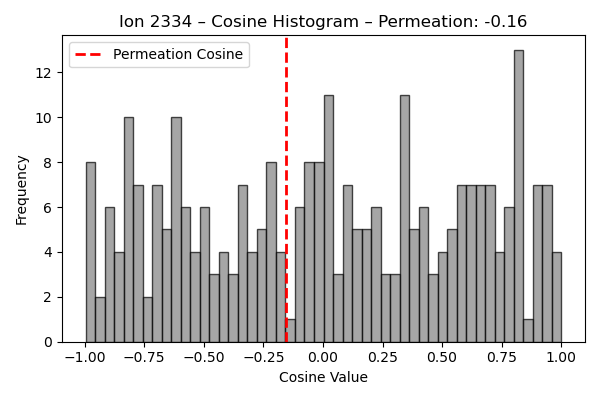 Ion 2334 – Cosine Histogram – Permeation: -0.16
Permeation Cosine
Frequency
12
10
8
6
4
2
0
−1.00 −0.75 −0.50 −0.25 0.00 0.25 0.50 0.75 1.00
Cosine Value